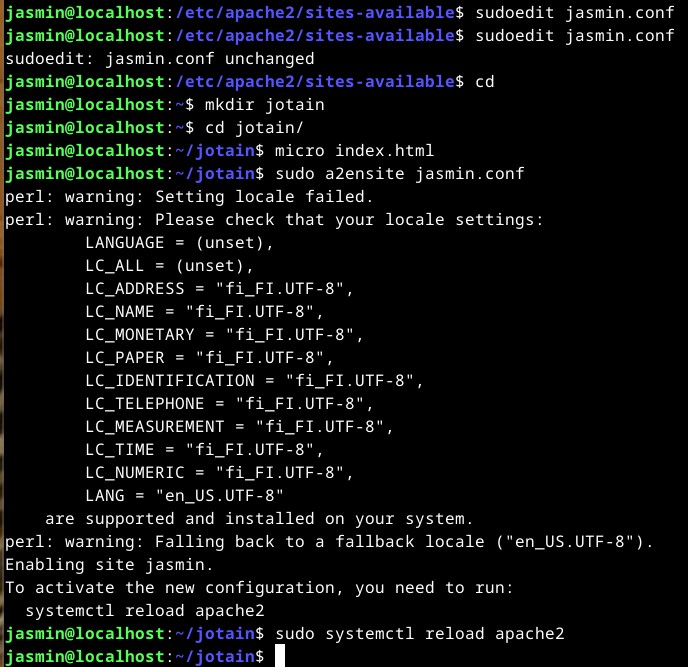 jasmin@localhost:/etc/apache2/sites-available$ sudoedit jasmin.conf
jasmin@localhost:/etc/apache2/sites-available$ sudoedit jasmin.conf
sudoedit: jasmin.conf unchanged
jasmin@localhost:/etc/apache2/sites-available$ cd
jasmin@localhost:~$ mkdir jotain
jasmin@localhost:~$ cd jotain/
jasmin@localhost:~/jotain$ micro index.html
jasmin@localhost:~/jotain$ sudo a2ensite jasmin.conf
perl: warning: Setting locale failed.
perl: warning: Please check that your locale settings:
        LANGUAGE = (unset),
        LC_ALL = (unset),
        LC_ADDRESS = "fi_FI.UTF-8",
        LC_NAME = "fi_FI.UTF-8",
        LC_MONETARY = "fi_FI.UTF-8",
        LC_PAPER = "fi_FI.UTF-8",
        LC_IDENTIFICATION = "fi_FI.UTF-8",
        LC_TELEPHONE = "fi_FI.UTF-8",
        LC_MEASUREMENT = "fi_FI.UTF-8",
        LC_TIME = "fi_FI.UTF-8",
        LC_NUMERIC = "fi_FI.UTF-8",
        LANG = "en_US.UTF-8"
    are supported and installed on your system.
perl: warning: Falling back to a fallback locale ("en_US.UTF-8").
Enabling site jasmin.
To activate the new configuration, you need to run:
  systemctl reload apache2
jasmin@localhost:~/jotain$ sudo systemctl reload apache2
jasmin@localhost:~/jotain$